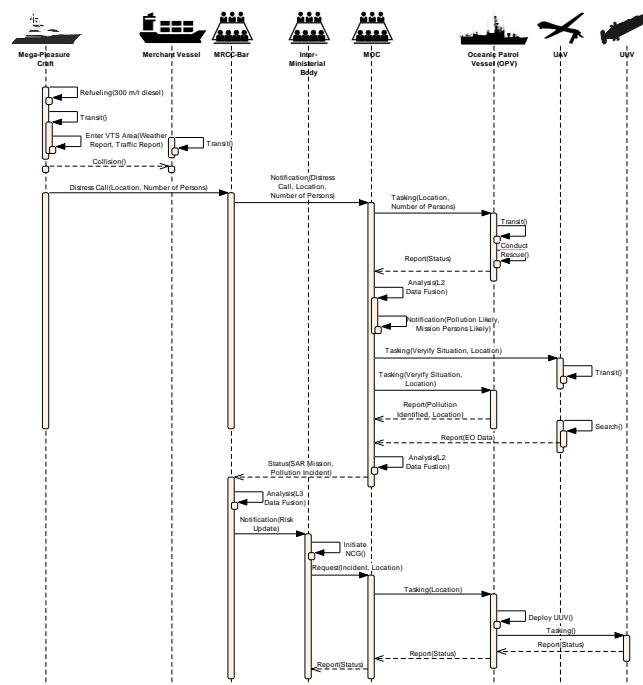 Mega-Pleasure
Craft
Merchant Vessel
MRCC-Bar
Inter-
Ministerial
Body
MOC
Oceanic Patrol
Vessel (OPV)
UAV
UUV
Refueling(300 m/t diesel)
Transit()
Enter VTS Area(Weather
Report, Traffic Report)
Transit()
Collision()
Distress Call(Location, Number of Persons)
Notification(Distress
Call, Location,
Number of Persons)
Tasking(Location,
Number of Persons)
Transit()
Conduct
Rescue()
Report(Status)
Analysis(L2
Data Fusion)
Notification(Pollution Likely,
Mission Persons Likely)
Tasking(Veryify Situation, Location)
Transit()
Tasking(Veryify Situation,
Location)
Report(Pollution
Identified, Location)
Search()
Report(EO Data)
Analysis(L2
Data Fustion)
Status(SAR Mission,
Pollution Incident)
Analysis(L3
Data Fusion)
Notification(Risk
Update)
Initiate
NCG()
Request(Incident, Location)
Tasking(Location)
Deploy UUV()
Tasking()
Report(Status)
Report(Status)
Report(Status)